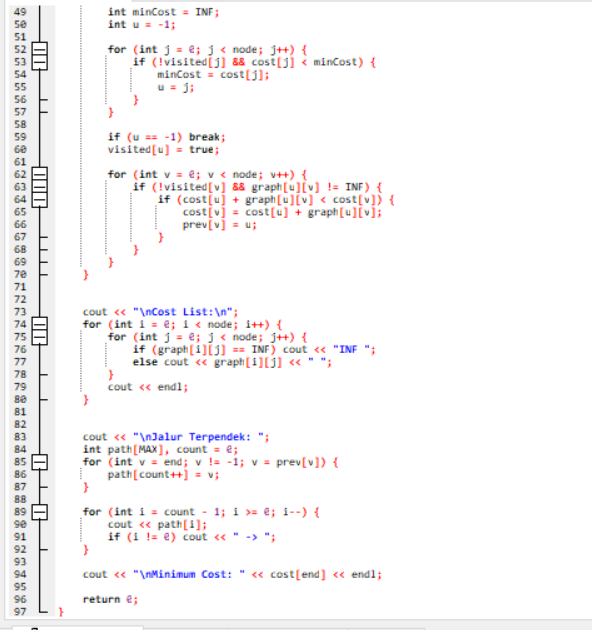 49 int minCost = INF;
50 int u = -1;
51
52 for (int j = 0; j < node; j++) {
53 if (!visited[j] && cost[j] < minCost) {
54 minCost = cost[j];
55 u = j;
56 }
57 }
58
59 if (u == -1) break;
60 visited[u] = true;
61
62 for (int v = 0; v < node; v++) {
63 if (!visited[v] && graph[u][v] != INF) {
64 if (cost[u] + graph[u][v] < cost[v]) {
65 cost[v] = cost[u] + graph[u][v];
66 prev[v] = u;
67 }
68 }
69 }
70 }
71
72
73 cout << "\nCost List:\n";
74 for (int i = 0; i < node; i++) {
75 for (int j = 0; j < node; j++) {
76 if (graph[i][j] == INF) cout << "INF ";
77 else cout << graph[i][j] << " ";
78 }
79 cout << endl;
80 }
81
82
83 cout << "\nJalur Terpendek: ";
84 int path[MAX], count = 0;
85 for (int v = end; v != -1; v = prev[v]) {
86 path[count++] = v;
87 }
88
89 for (int i = count - 1; i >= 0; i--) {
90 cout << path[i];
91 if (i != 0) cout << " -> ";
92 }
93
94 cout << "\nMinimum Cost: " << cost[end] << endl;
95
96 return 0;
97 }